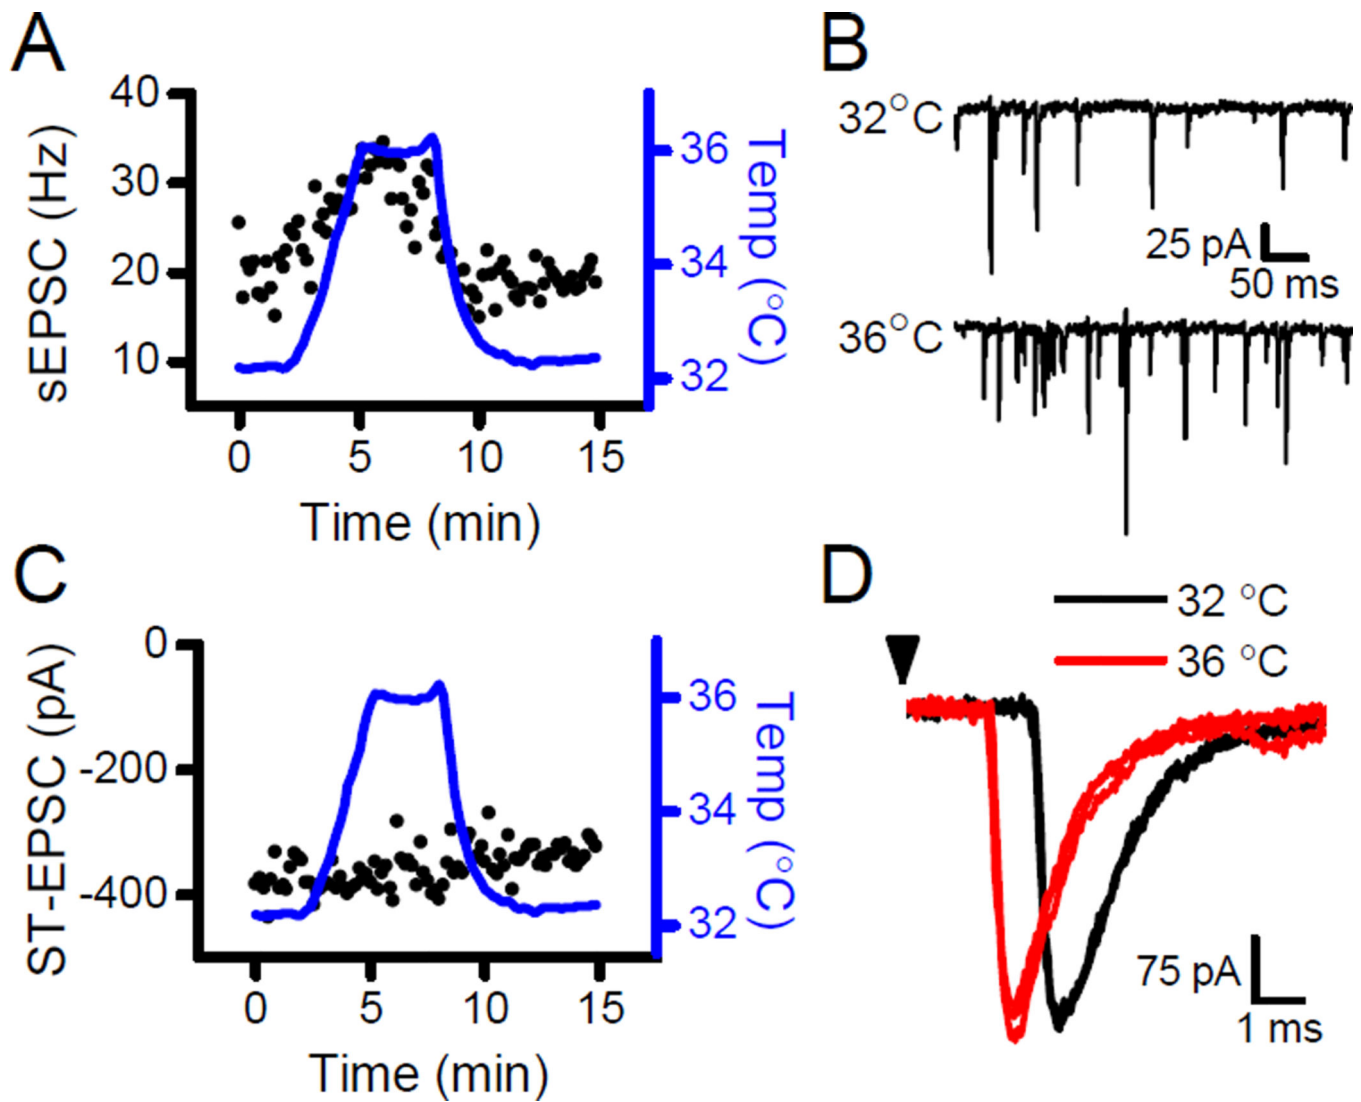 A
sEPSC (Hz)
40
30
20
10
0 5 10 15
Time (min)
36
34
32
Temp (°C)
B
32°C
25 pA
50 ms
36°C
C
ST-EPSC (pA)
0
-200
-400
0 5 10 15
Time (min)
36
34
32
Temp (°C)
D
32 °C
36 °C
75 pA
1 ms